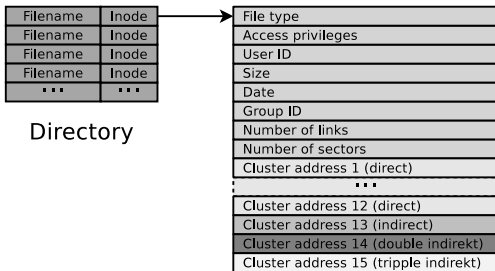 Filename Inode
Filename Inode
Filename Inode
Filename Inode
... ...
Directory
File type
Access privileges
User ID
Size
Date
Group ID
Number of links
Number of sectors
Cluster address 1 (direct)
...
Cluster address 12 (direct)
Cluster address 13 (indirect)
Cluster address 14 (double indirekt)
Cluster address 15 (tripple indirekt)